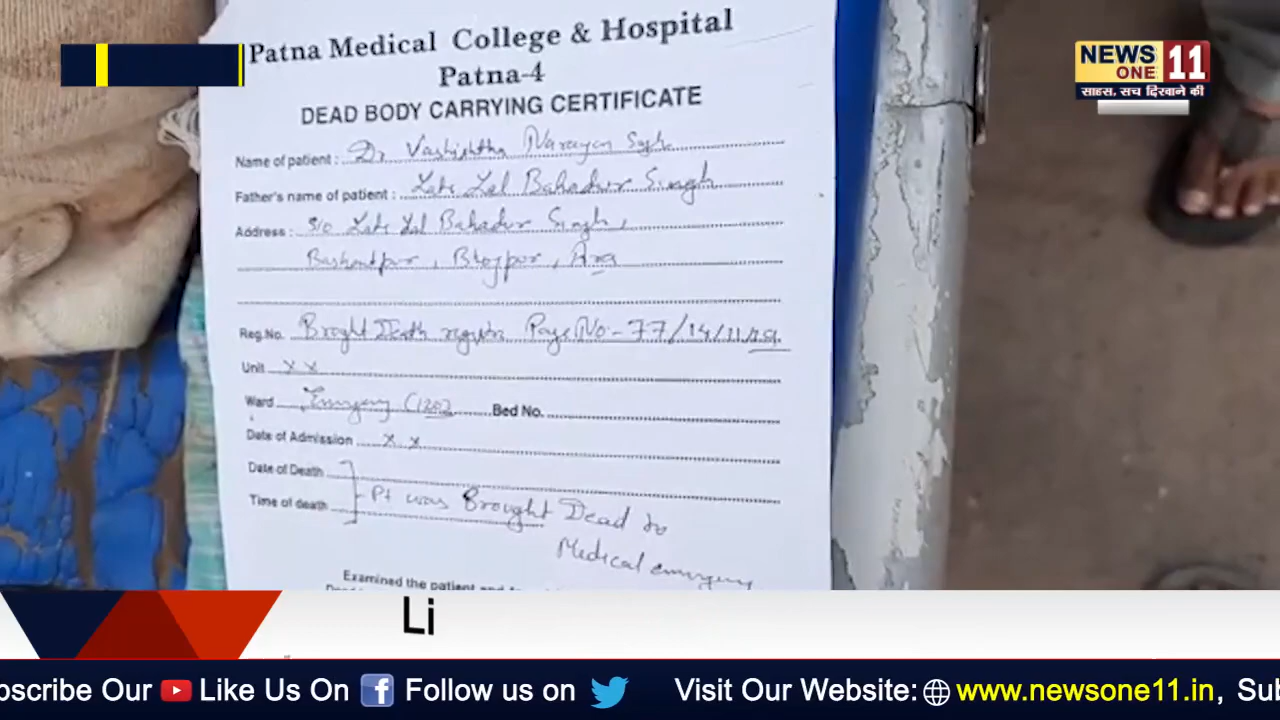 Patna Medical College & Hospital
Patna-4
DEAD BODY CARRYING CERTIFICATE
Name of patient : Dr. Vashishtha Narayan Singh
Father's name of patient : Late Lal Bahadur Singh
Address : S/o Late Lal Bahadur Singh,
Basantpur, Bhojpur, Ara
Reg.No. Brought Death register Page No - 77/14/11/19.
Unit x x
Ward Emergency (1202 Bed No.
Date of Admission x x
Date of Death
Time of death Pt was Brought Dead to
Medical emergency
Examined the patient and
NEWS
ONE 11
साहस, सच दिखाने की
Li
bscribe Our Like Us On Follow us on Visit Our Website: www.newsone11.in, Su